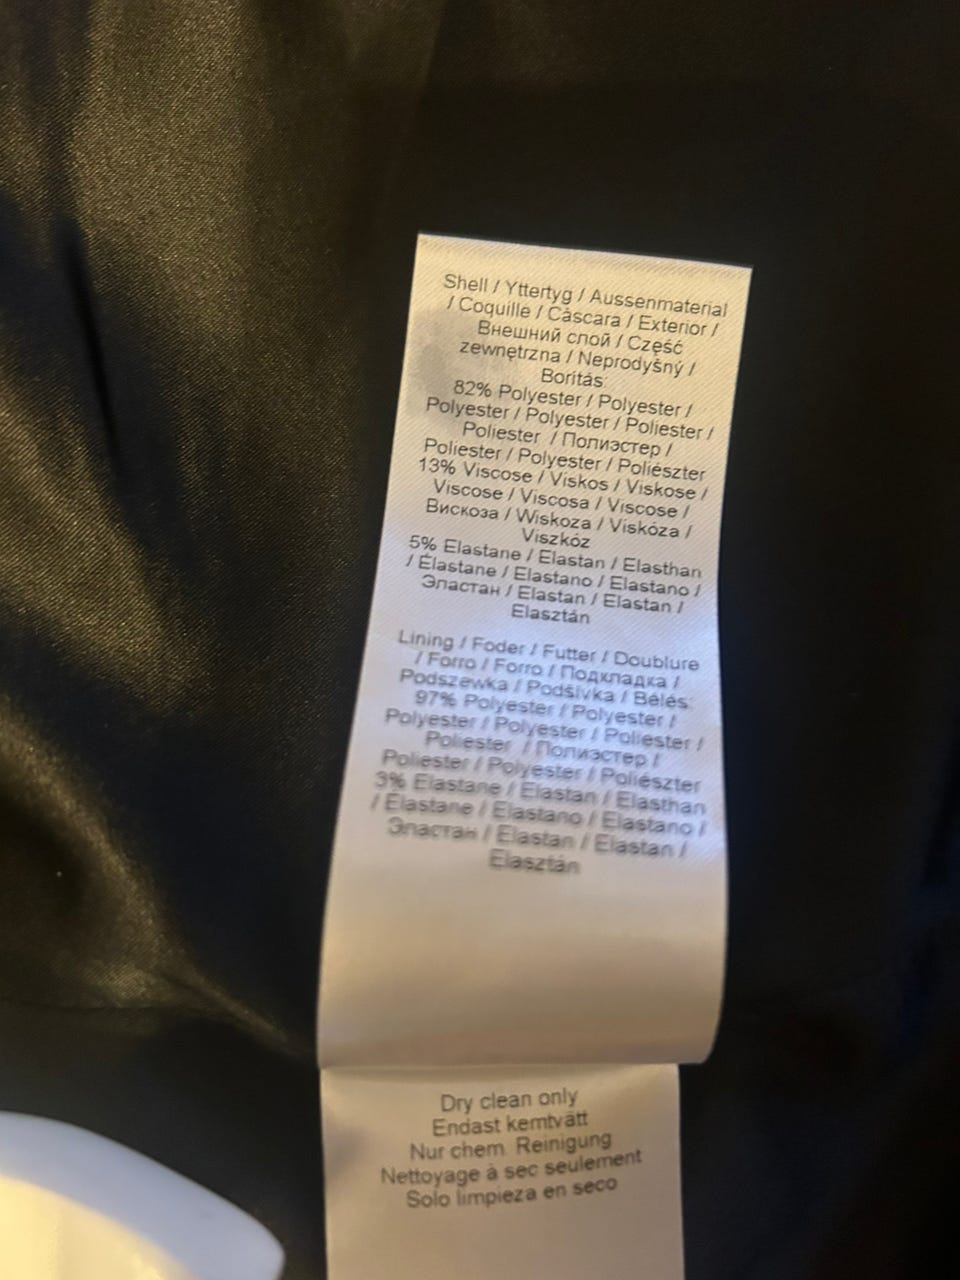 Shell / Yttertyg / Aussenmaterial
/ Coquille / Cáscara / Exterior /
Внешний слой / Część
zewnętrzna / Neprodyšný /
Borítás:
82% Polyester / Polyester /
Polyester / Polyester / Poliester /
Poliester / Полиэстер /
Poliester / Polyester / Poliészter
13% Viscose / Viskos / Viskose /
Viscose / Viscosa / Viscose /
Вискоза / Wiskoza / Viskóza /
Viszkóz
5% Elastane / Elastan / Elasthan
/ Élastane / Elastano / Elastano /
Эластан / Elastan / Elastan /
Elasztán
Lining / Foder / Futter / Doublure
/ Forro / Forro / Подкладка /
Podszewka / Podšívka / Bélés:
97% Polyester / Polyester /
Polyester / Polyester / Poliester /
Poliester / Полиэстер /
Poliester / Polyester / Poliészter
3% Elastane / Elastan / Elasthan
/ Élastane / Elastano / Elastano /
Эластан / Elastan / Elastan /
Elasztán
Dry clean only
Endast kemtvätt
Nur chem. Reinigung
Nettoyage à sec seulement
Solo limpieza en seco